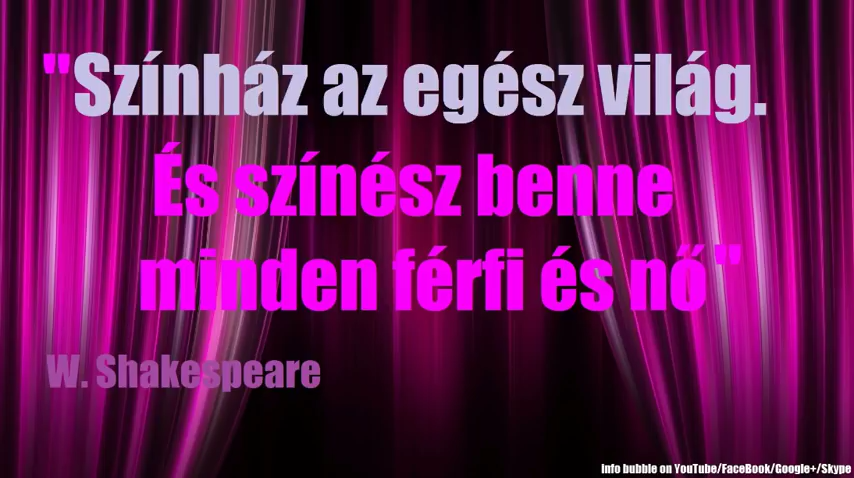 "Színház az egész világ.
És színész benne
minden férfi és nő"
W. Shakespeare
Info bubble on YouTube/FaceBook/Google+/Skype